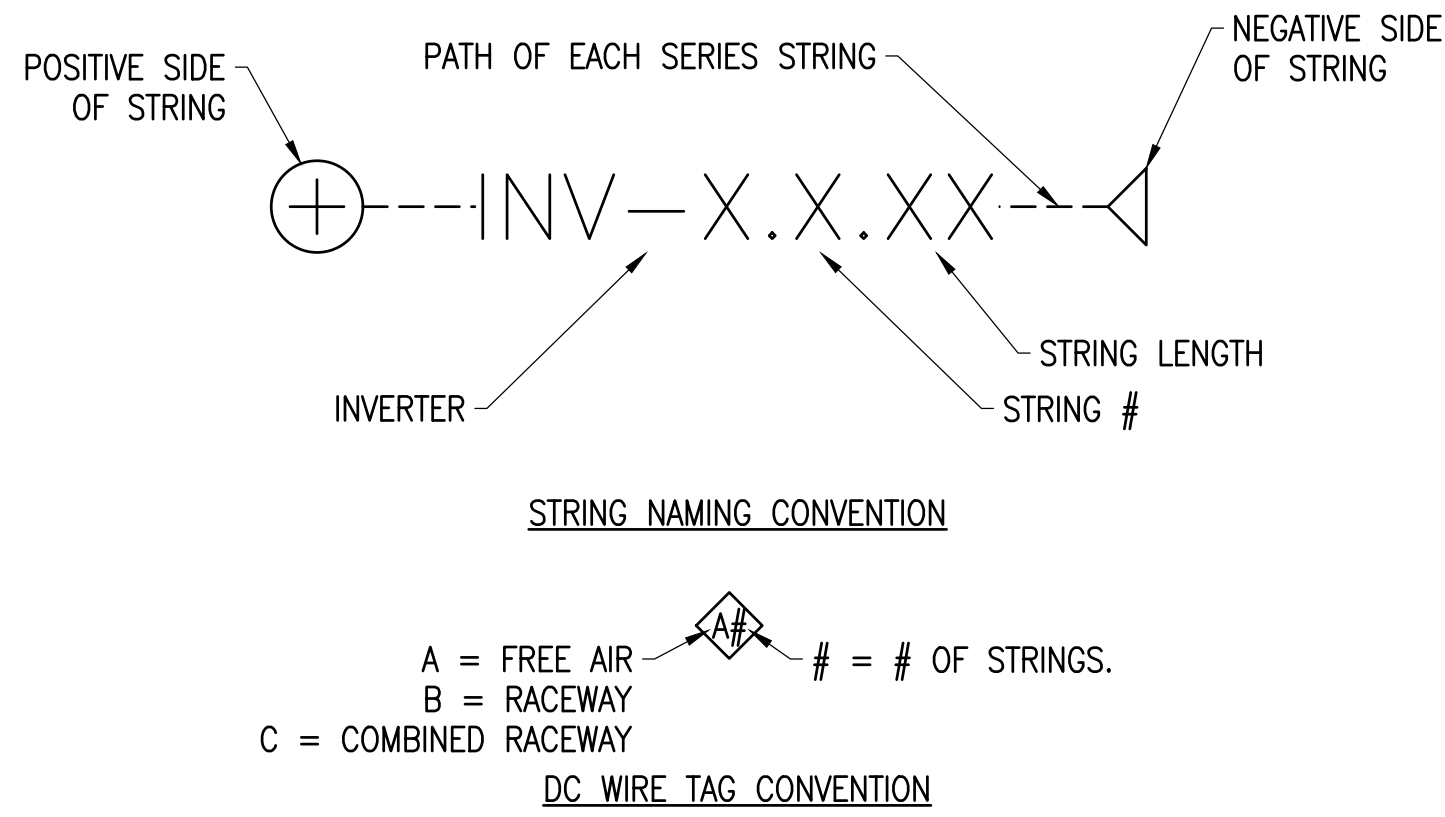 POSITIVE SIDE
OF STRING
PATH OF EACH SERIES STRING
NEGATIVE SIDE
OF STRING
INV-X.X.XX
INVERTER
STRING LENGTH
STRING #
STRING NAMING CONVENTION
A#
A = FREE AIR
# = # OF STRINGS.
B = RACEWAY
C = COMBINED RACEWAY
DC WIRE TAG CONVENTION